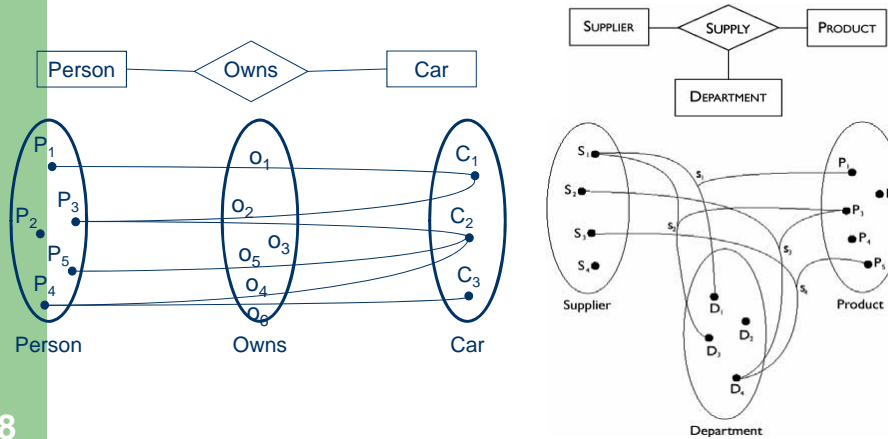 Person
Owns
Car
P1
P2
P3
P5
P4
Person
o1
o2
o3
o5
o4
o6
Owns
C1
C2
C3
Car
8
SUPPLIER
SUPPLY
PRODUCT
DEPARTMENT
S1
S2
S3
S4
Supplier
s1
s2
s3
s4
P1
P3
P4
P5
Product
D1
D2
D3
D4
Department